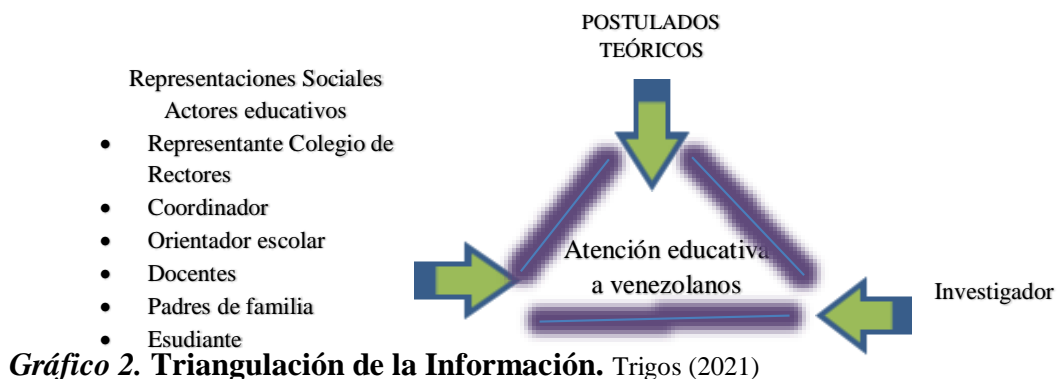 POSTULADOS
TEÓRICOS
Representaciones Sociales
Actores educativos
• Representante Colegio de
Rectores
• Coordinador
• Orientador escolar
• Docentes
• Padres de familia
• Esudiante
Atención educativa
a venezolanos
Investigador
Gráfico 2. Triangulación de la Información. Trigos (2021)